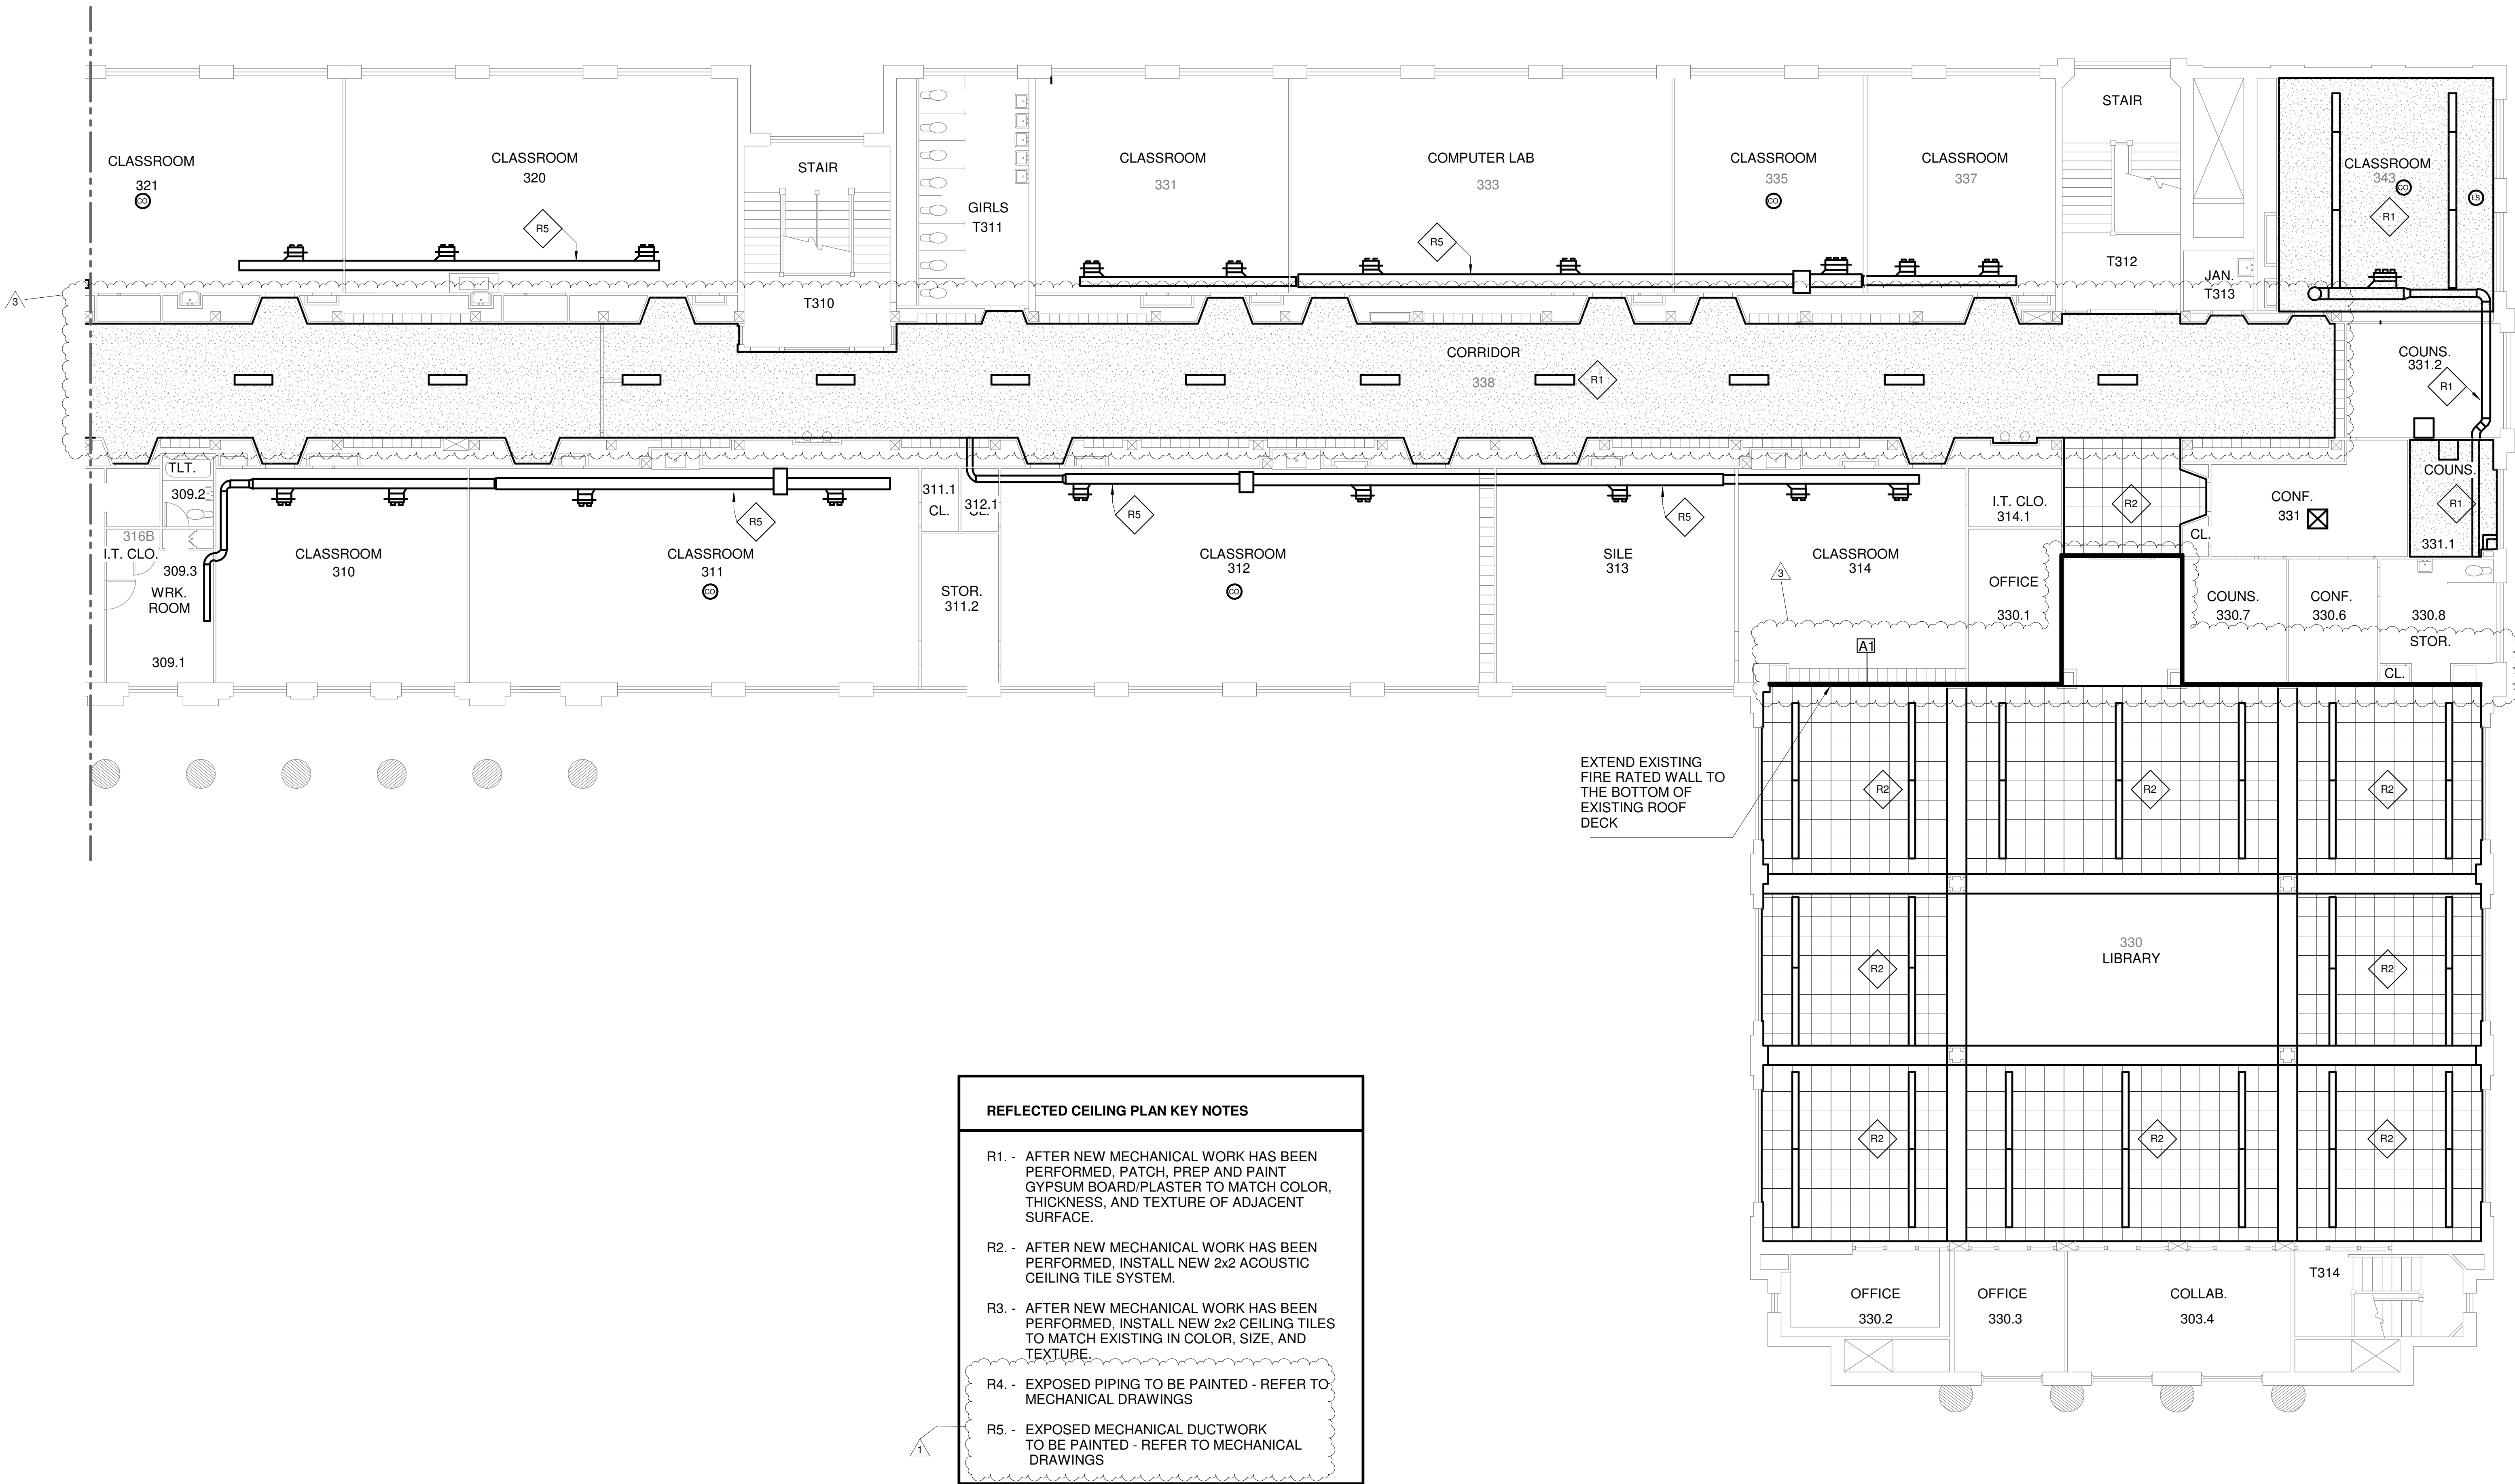 STAIR
STAIR
CLASSROOM
321
CO
CLASSROOM
320
R5
GIRLS
T311
CLASSROOM
331
COMPUTER LAB
333
R5
CLASSROOM
335
CO
CLASSROOM
337
CLASSROOM
343
CO
LS
R1
3
T310
T312
JAN.
T313
CORRIDOR
338
R1
COUNS.
331.2
R1
TLT.
309.2
316B
I.T. CLO.
309.3
WRK.
ROOM
309.1
CLASSROOM
310
CLASSROOM
311
CO
R5
311.1
CL.
312.1
STOR.
311.2
CLASSROOM
312
CO
R5
SILE
313
R5
CLASSROOM
314
3
I.T. CLO.
314.1
OFFICE
330.1
R2
CL.
CONF.
331
COUNS.
R1
331.1
COUNS.
330.7
CONF.
330.6
330.8
STOR.
CL.
A1
EXTEND EXISTING
FIRE RATED WALL TO
THE BOTTOM OF
EXISTING ROOF
DECK
R2
R2
R2
R2
330
LIBRARY
R2
R2
R2
R2
OFFICE
330.2
OFFICE
330.3
COLLAB.
303.4
T314
REFLECTED CEILING PLAN KEY NOTES
R1. - AFTER NEW MECHANICAL WORK HAS BEEN
PERFORMED, PATCH, PREP AND PAINT
GYPSUM BOARD/PLASTER TO MATCH COLOR,
THICKNESS, AND TEXTURE OF ADJACENT
SURFACE.
R2. - AFTER NEW MECHANICAL WORK HAS BEEN
PERFORMED, INSTALL NEW 2x2 ACOUSTIC
CEILING TILE SYSTEM.
R3. - AFTER NEW MECHANICAL WORK HAS BEEN
PERFORMED, INSTALL NEW 2x2 CEILING TILES
TO MATCH EXISTING IN COLOR, SIZE, AND
TEXTURE.
R4. - EXPOSED PIPING TO BE PAINTED - REFER TO
MECHANICAL DRAWINGS
R5. - EXPOSED MECHANICAL DUCTWORK
TO BE PAINTED - REFER TO MECHANICAL
DRAWINGS
1